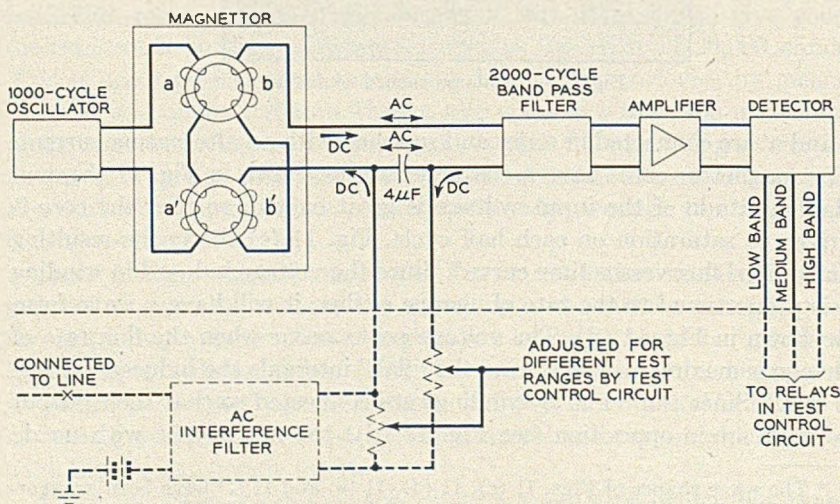 MAGNETTOR
1000-CYCLE
OSCILLATOR
a
b
a'
b'
AC
AC
DC
DC
4μF
DC
2000-CYCLE
BAND PASS
FILTER
AMPLIFIER
DETECTOR
LOW BAND
MEDIUM BAND
HIGH BAND
CONNECTED
TO LINE
AC
INTERFERENCE
FILTER
ADJUSTED FOR
DIFFERENT TEST
RANGES BY TEST
CONTROL CIRCUIT
TO RELAYS
IN TEST
CONTROL
CIRCUIT